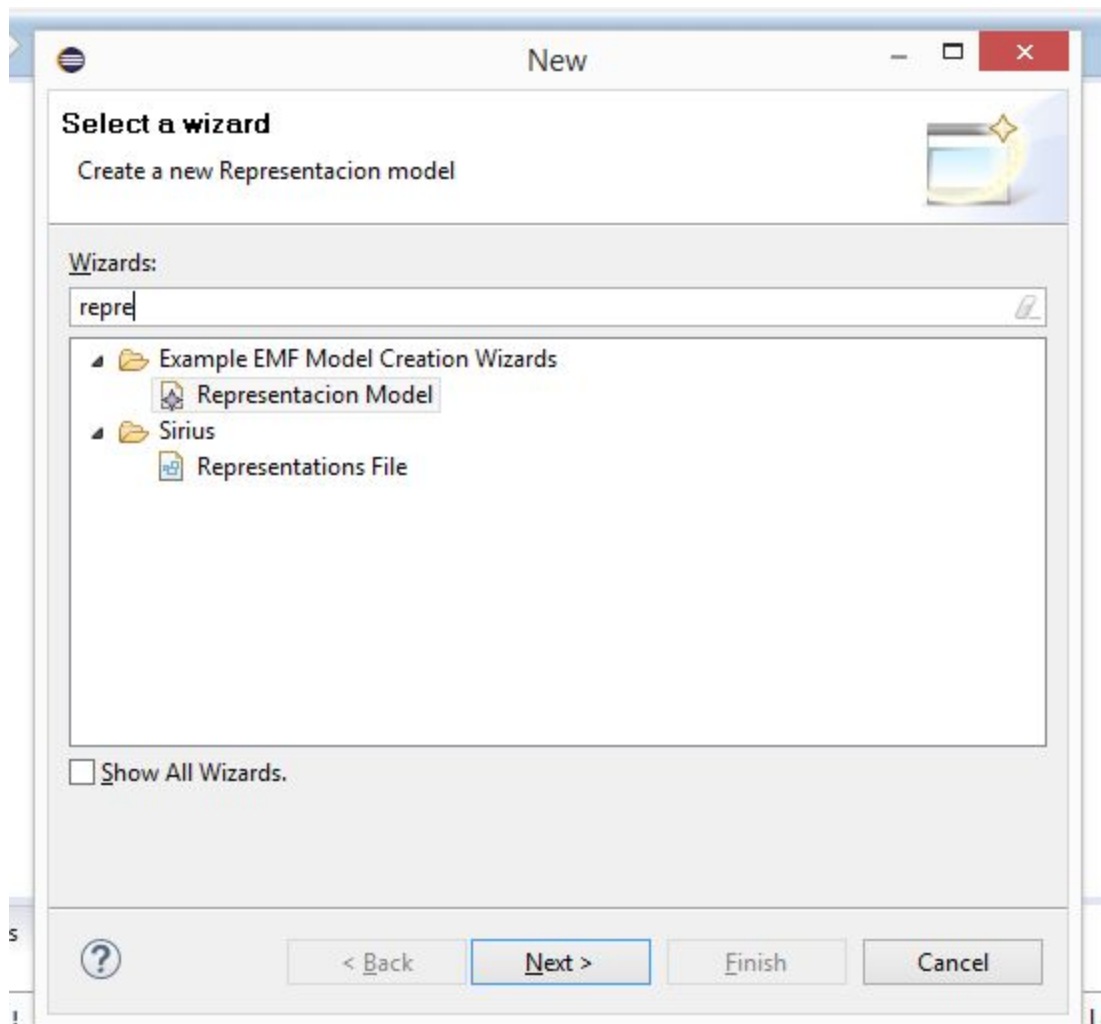 New
Select a wizard
Create a new Representacion model
Wizards:
repre
Example EMF Model Creation Wizards
Representacion Model
Sirius
Representations File
Show All Wizards.
s
? < Back Next > Finish Cancel
!